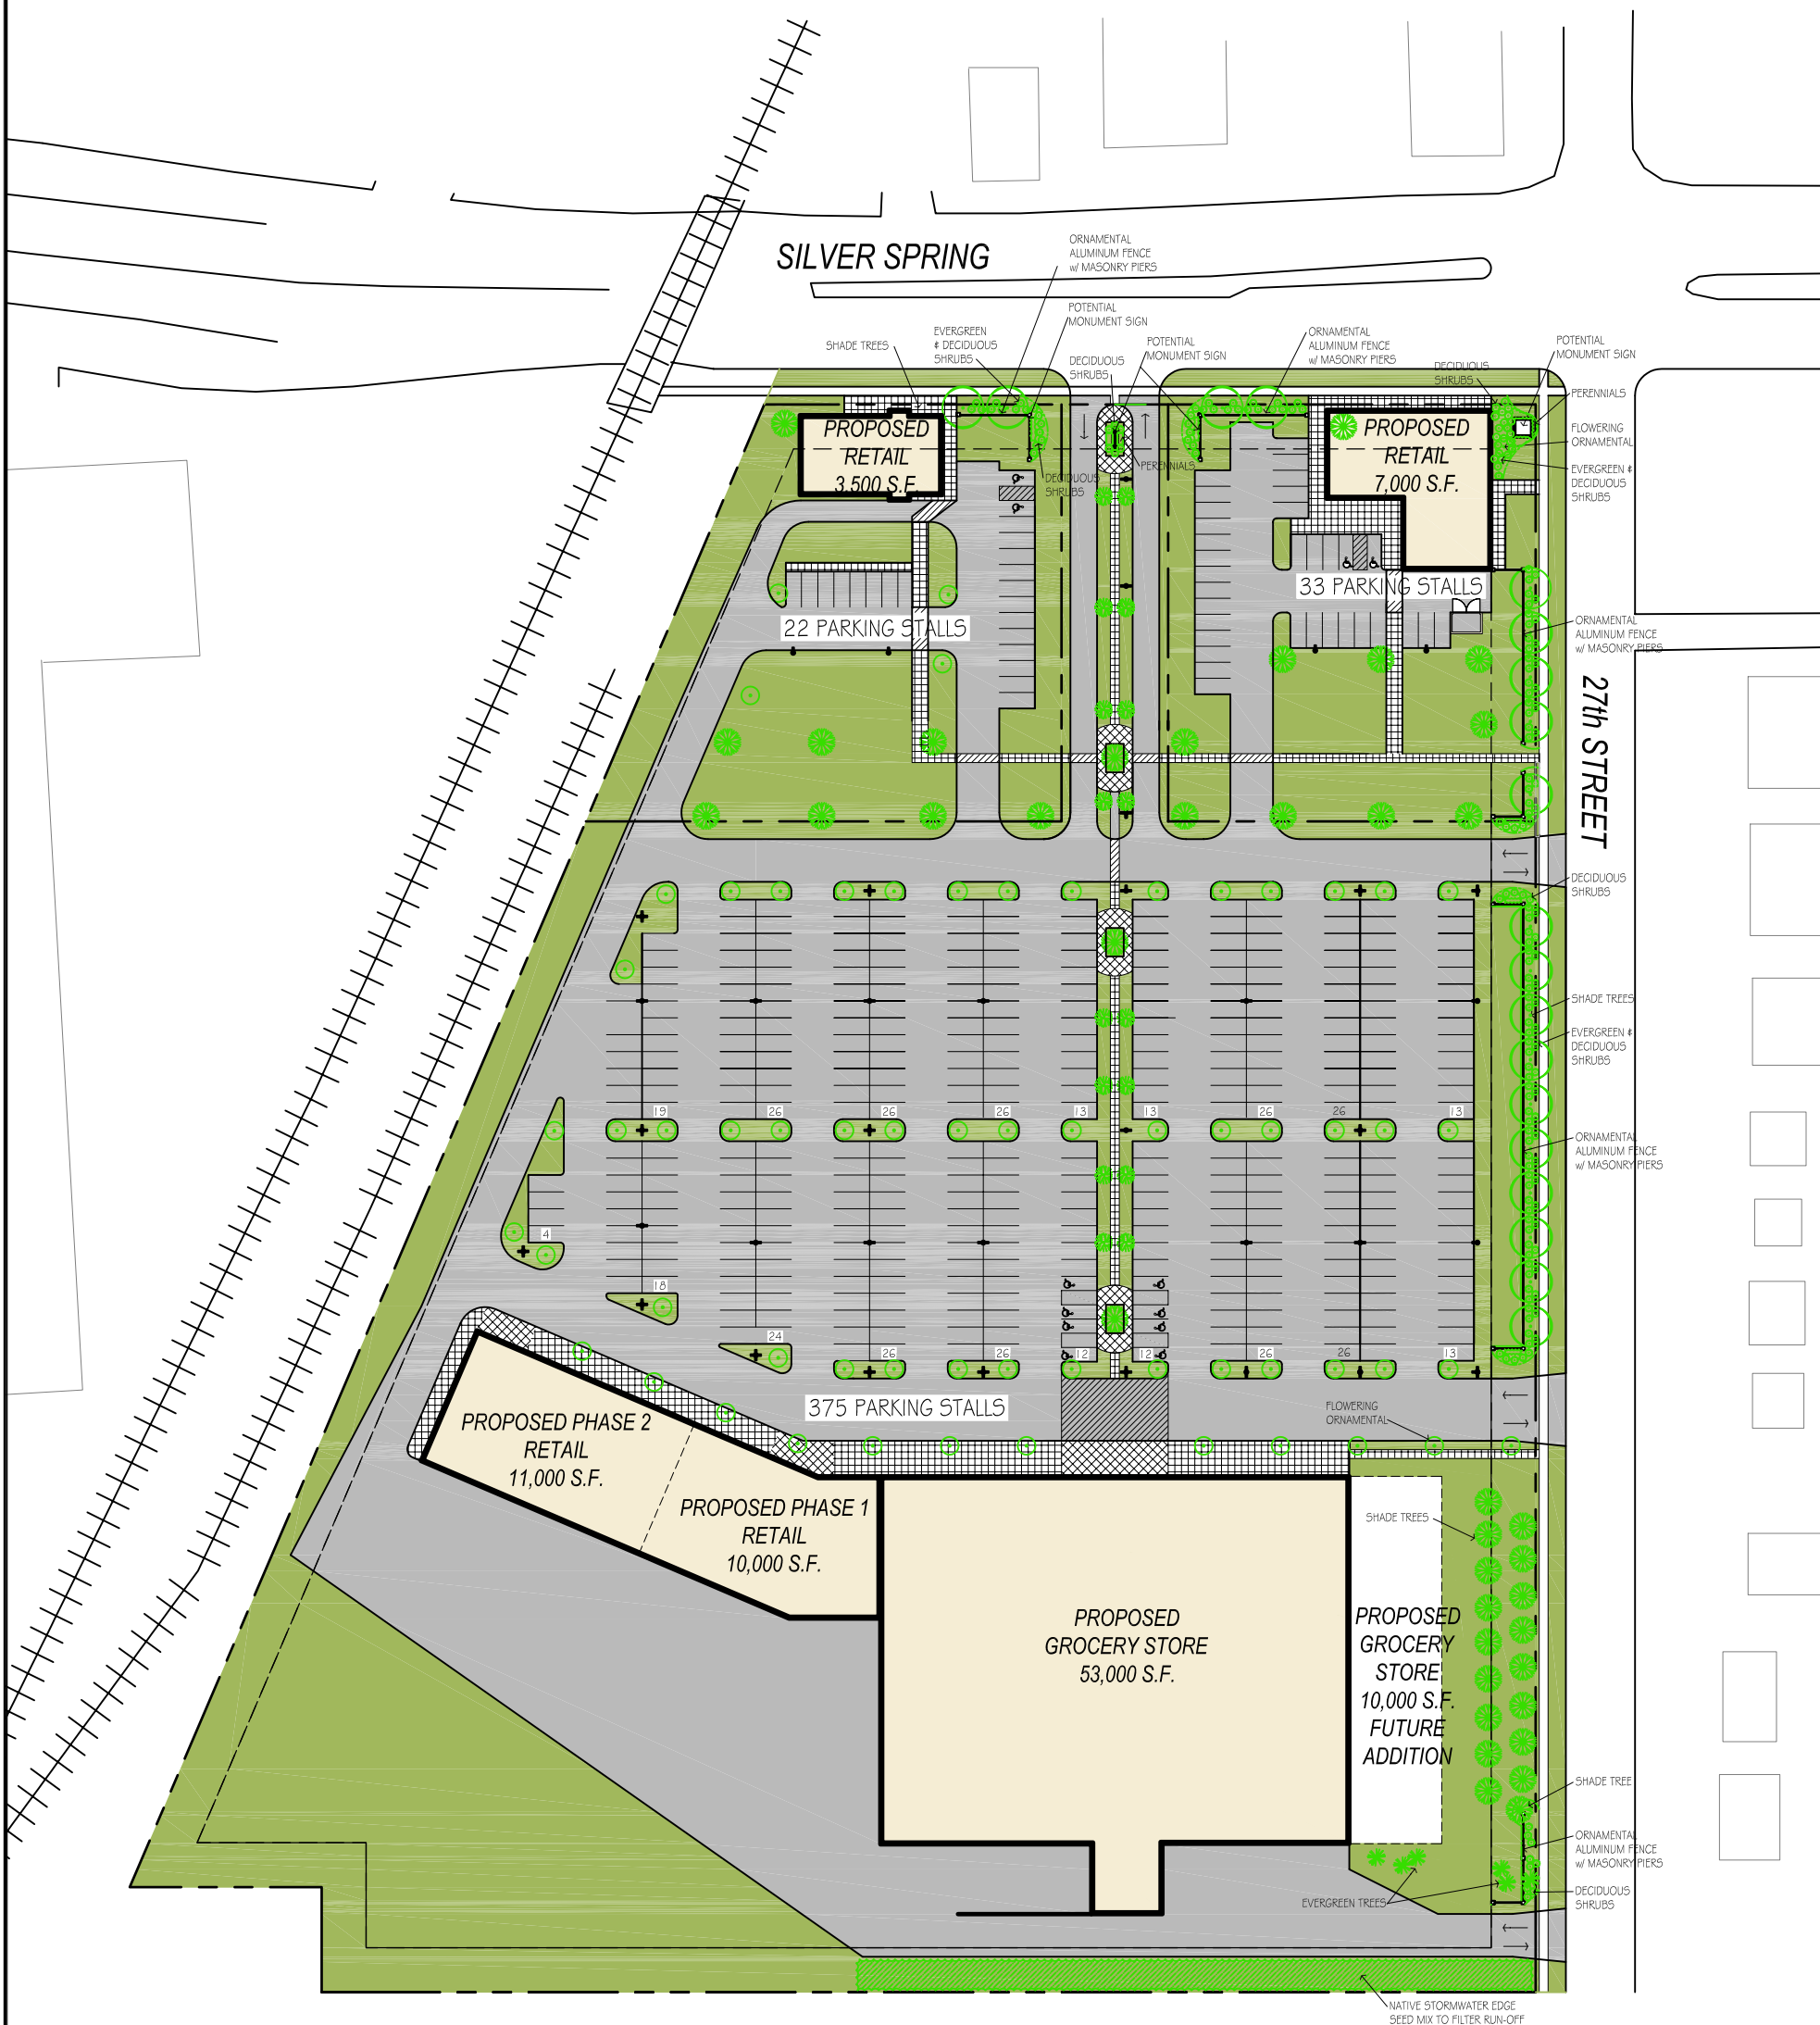 SILVER SPRING
ORNAMENTAL
ALUMINUM FENCE
w/ MASONRY PIERS
POTENTIAL
MONUMENT SIGN
EVERGREEN
& DECIDUOUS
SHRUBS
SHADE TREES
DECIDUOUS
SHRUBS
POTENTIAL
MONUMENT SIGN
ORNAMENTAL
ALUMINUM FENCE
w/ MASONRY PIERS
DECIDUOUS
SHRUBS
POTENTIAL
MONUMENT SIGN
PERENNIALS
FLOWERING
ORNAMENTAL
EVERGREEN &
DECIDUOUS
SHRUBS
PROPOSED
RETAIL
3,500 S.F.
DECIDUOUS
SHRUBS
PERENNIALS
PROPOSED
RETAIL
7,000 S.F.
33 PARKING STALLS
22 PARKING STALLS
ORNAMENTAL
ALUMINUM FENCE
w/ MASONRY PIERS
27th STREET
DECIDUOUS
SHRUBS
SHADE TREES
EVERGREEN &
DECIDUOUS
SHRUBS
19
26
26
26
13
13
26
26
13
ORNAMENTAL
ALUMINUM FENCE
w/ MASONRY PIERS
4
18
24
26
26
12
12
26
26
13
375 PARKING STALLS
FLOWERING
ORNAMENTAL
PROPOSED PHASE 2
RETAIL
11,000 S.F.
PROPOSED PHASE 1
RETAIL
10,000 S.F.
SHADE TREES
PROPOSED
GROCERY STORE
53,000 S.F.
PROPOSED
GROCERY
STORE
10,000 S.F.
FUTURE
ADDITION
SHADE TREE
ORNAMENTAL
ALUMINUM FENCE
w/ MASONRY PIERS
EVERGREEN TREES
DECIDUOUS
SHRUBS
NATIVE STORMWATER EDGE
SEED MIX TO FILTER RUN-OFF